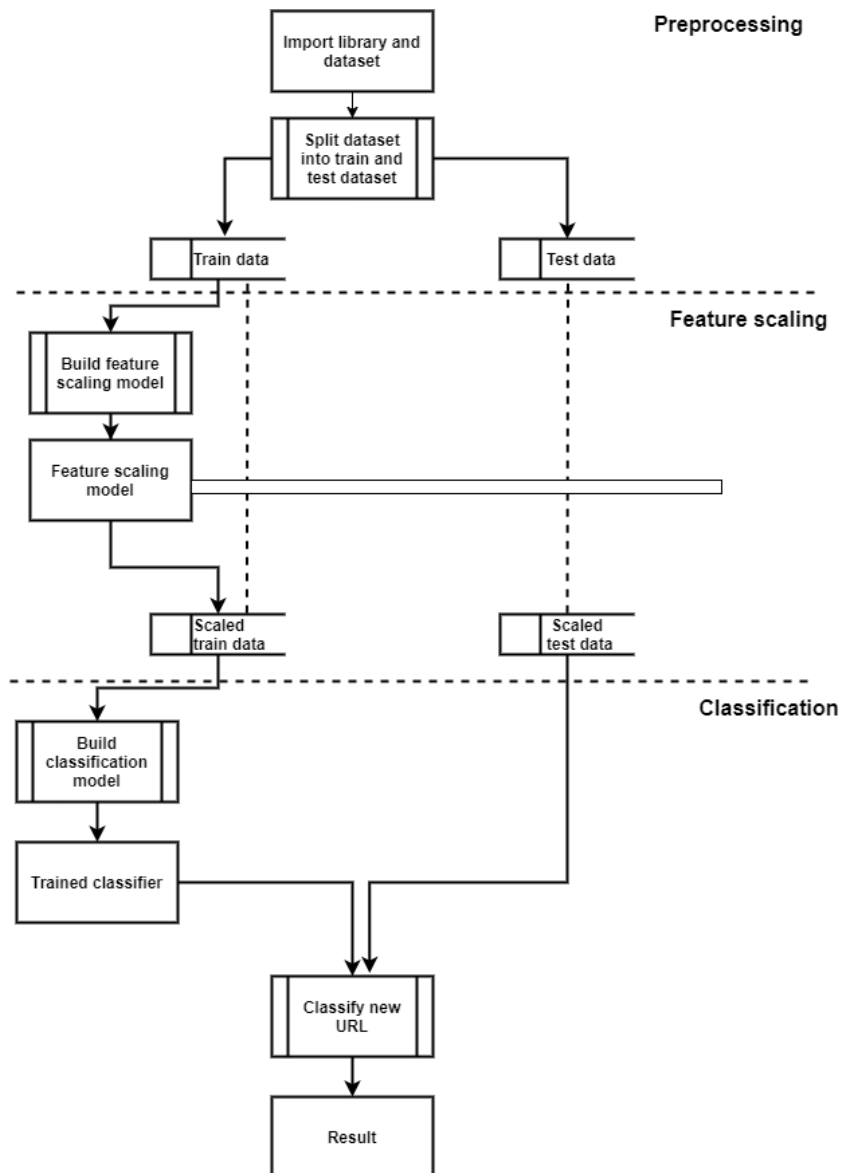 Preprocessing
Import library and
dataset
Split dataset
into train and
test dataset
Train data
Test data
Feature scaling
Build feature
scaling model
Feature scaling
model
Scaled
train data
Scaled
test data
Classification
Build
classification
model
Trained classifier
Classify new
URL
Result